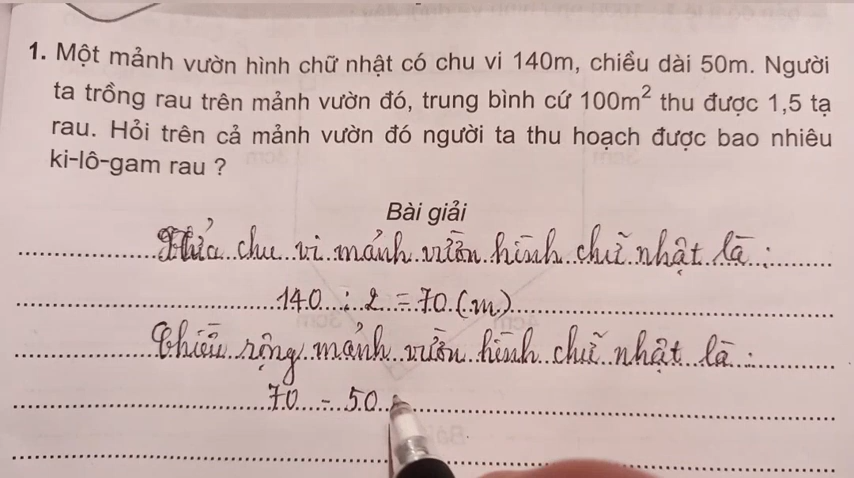 1. Một mảnh vườn hình chữ nhật có chu vi 140m, chiều dài 50m. Người
ta trồng rau trên mảnh vườn đó, trung bình cứ 100m² thu được 1,5 tạ
rau. Hỏi trên cả mảnh vườn đó người ta thu hoạch được bao nhiêu
ki-lô-gam rau ?
Bài giải
Nửa chu vi mảnh vườn hình chữ nhật là :
140 : 2 = 70 (m)
Chiều rộng mảnh vườn hình chữ nhật là :
70 - 50